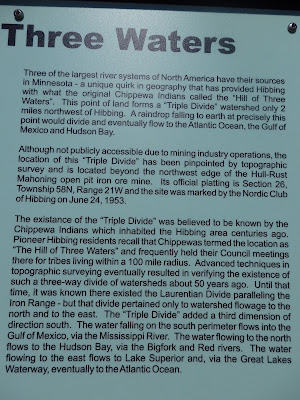 Three Waters
Three of the largest river systems of North America have their sources
in Minnesota - a unique quirk in geography that has provided Hibbing
with what the original Chippewa Indians called the "Hill of Three
Waters". This point of land forms a "Triple Divide" watershed only 2
miles northwest of Hibbing. A raindrop falling to earth at precisely this
point would divide and eventually flow to the Atlantic Ocean, the Gulf of
Mexico and Hudson Bay.
Although not publicly accessible due to mining industry operations, the
location of this "Triple Divide" has been pinpointed by topographic
survey and is located beyond the northwest edge of the Hull-Rust
Mahoning open pit iron ore mine. Its official platting is Section 26,
Township 58N, Range 21W and the site was marked by the Nordic Club
of Hibbing on June 24, 1953.
The existance of the "Triple Divide" was believed to be known by the
Chippewa Indians which inhabited the Hibbing area centuries ago.
Pioneer Hibbing residents recall that Chippewas termed the location as
"The Hill of Three Waters" and frequently held their Council meetings
there for tribes living within a 100 mile radius. Advanced techniques in
topographic surveying eventually resulted in verifying the existence of
such a three-way divide of watersheds about 50 years ago. Until that
time, it was known there existed the Laurentian Divide paralleling the
Iron Range - but that divide pertained only to watershed flowage to the
north and to the east. The "Triple Divide" added a third dimension of
direction south. The water falling on the south perimeter flows into the
Gulf of Mexico, via the Mississippi River. The water flowing to the north
flows to the Hudson Bay, via the Bigfork and Red rivers. The water
flowing to the east flows to Lake Superior and, via the Great Lakes
Waterway, eventually to the Atlantic Ocean.